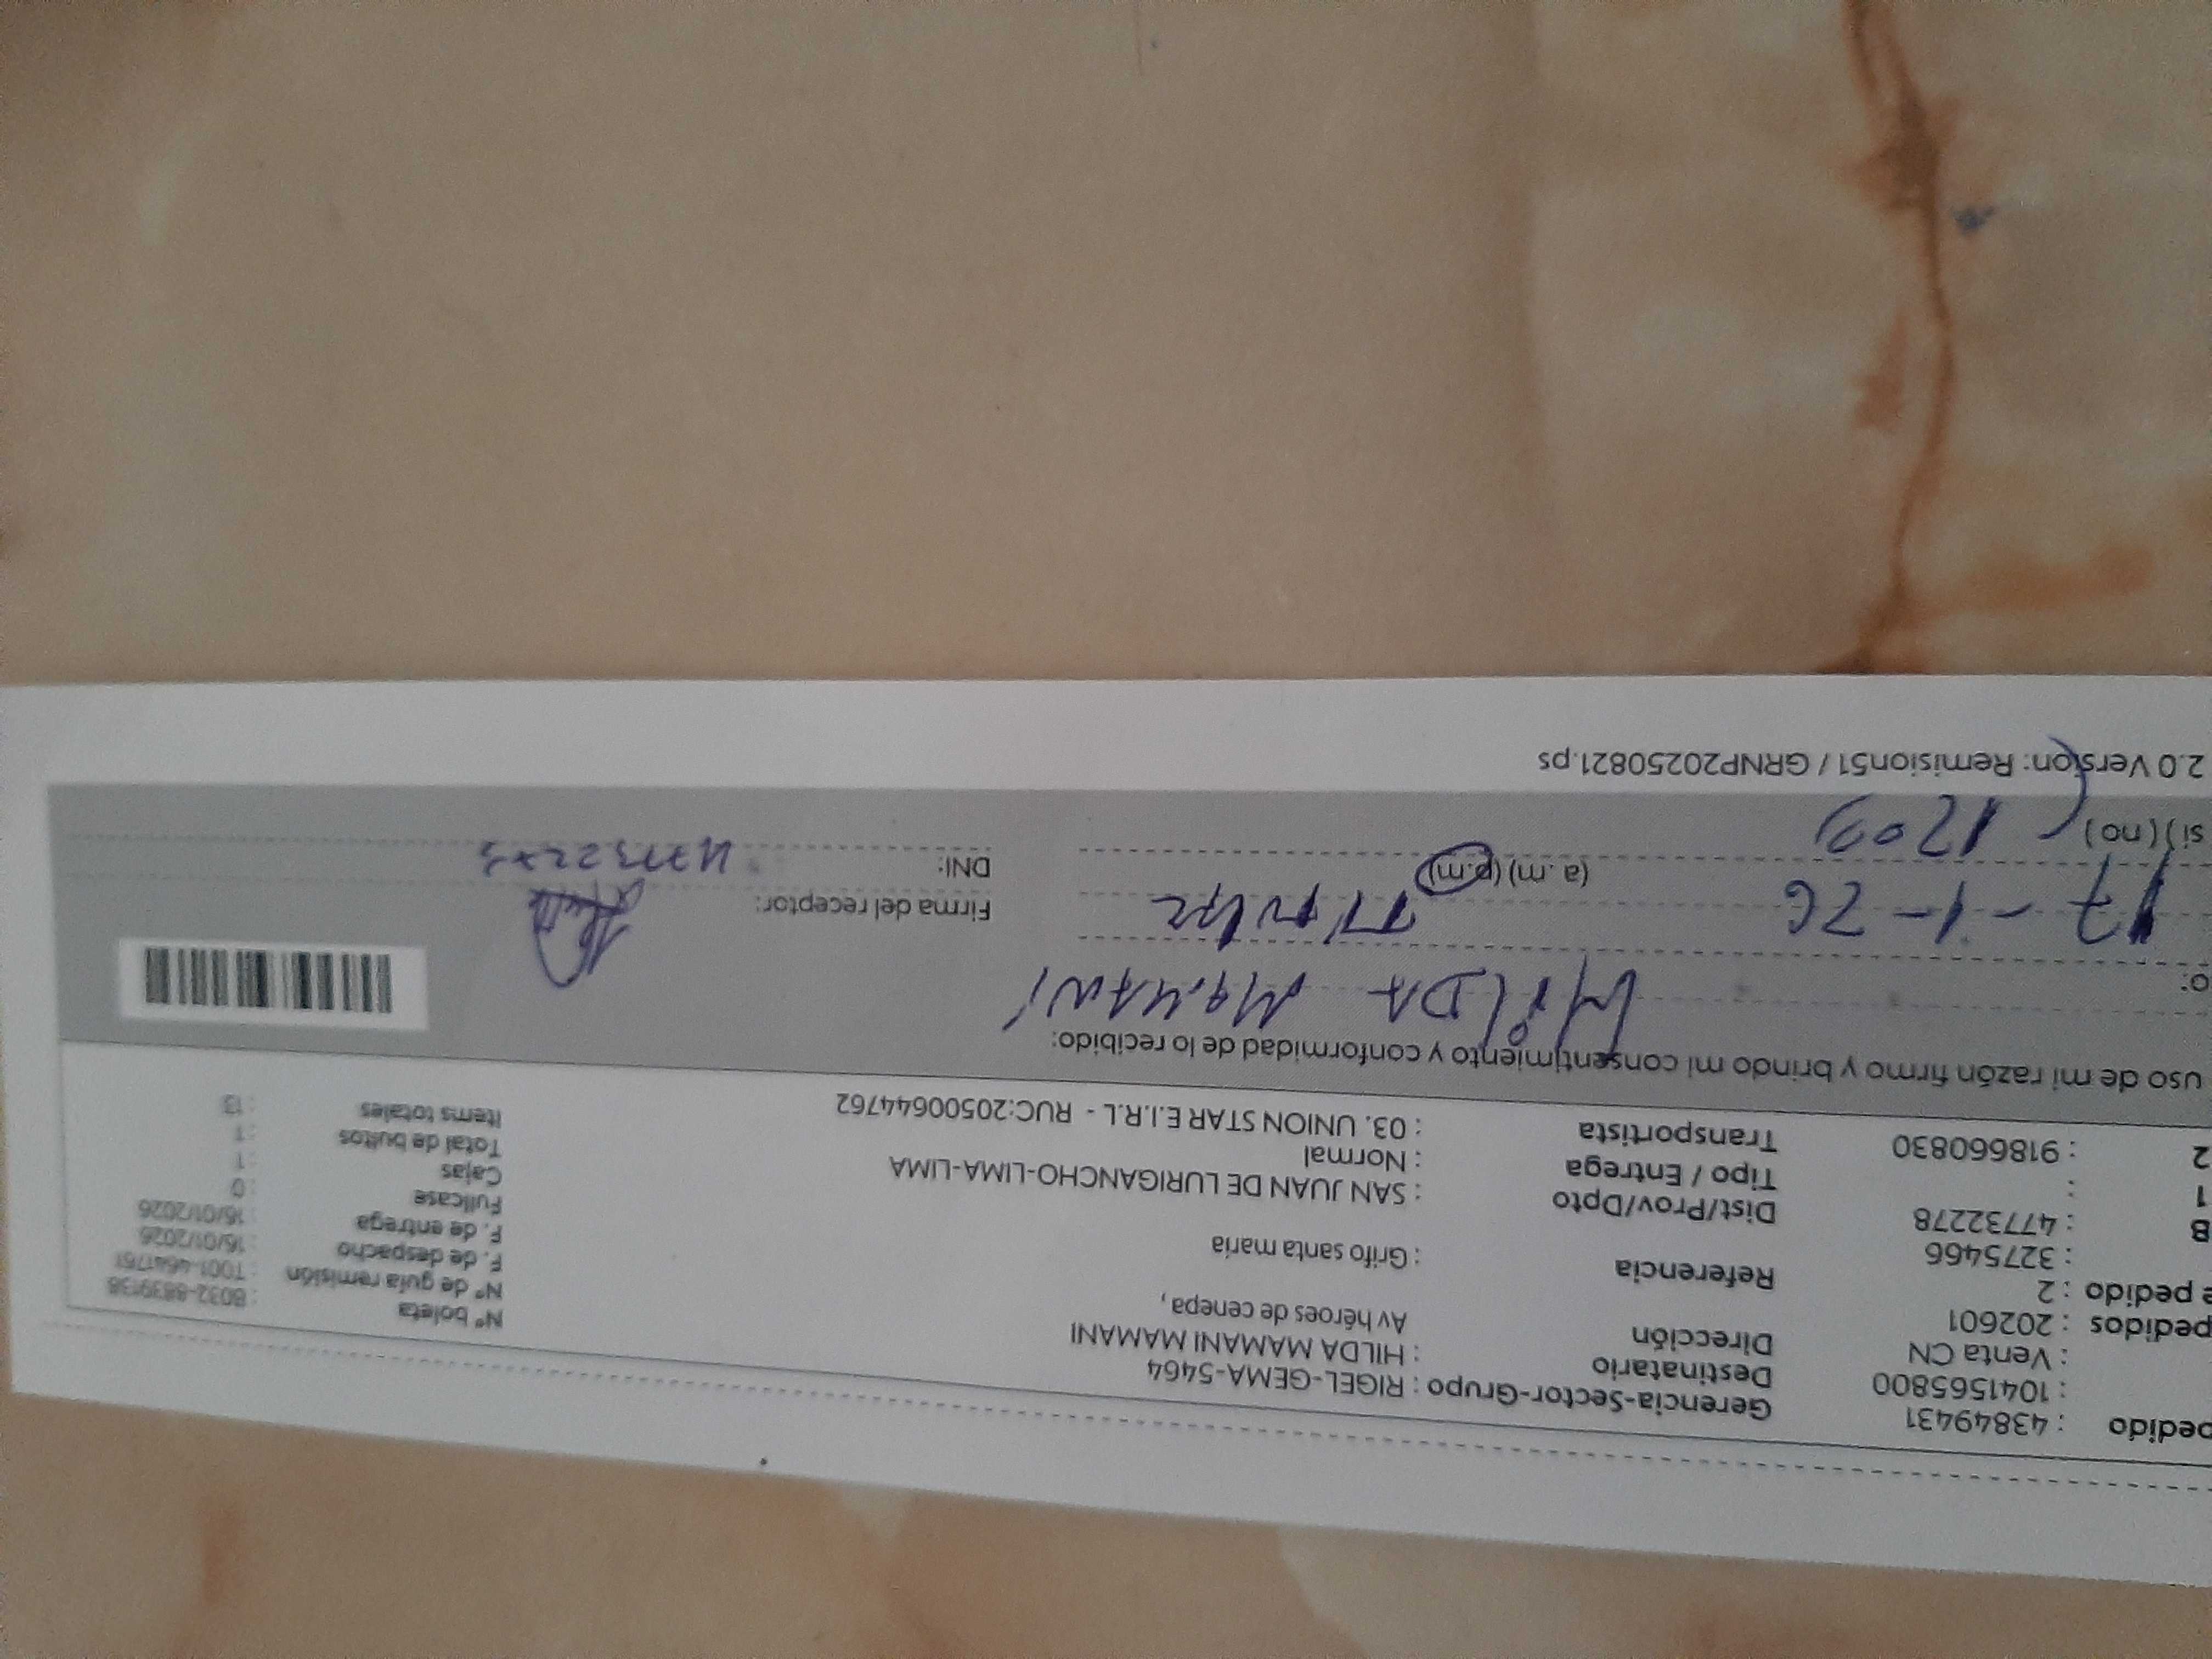 pedido : 43849431 Gerencia-Sector-Grupo : RIGEL-GEMA-5464
: 1041565800 Destinatario : HILDA MAMANI MAMANI
: Venta CN Dirección Av héroes de cenepa,
pedidos : 202601
e pedido : 2 Referencia : Grifo santa maria
: 3275466
B : 47732278 Dist/Prov/Dpto : SAN JUAN DE LURIGANCHO-LIMA-LIMA
1 : Tipo / Entrega : Normal
2 : 918660830 Transportista : 03. UNION STAR E.I.R.L - RUC:20500644762
N° boleta : B032-8839138
N° de guía remisión : T001-4641751
F. de despacho : 16/01/2026
F. de entrega : 16/01/2026
Fullcase : 0
Cajas : 1
Total de bultos : 1
Items totales : 13
uso de mi razón firmo y brindo mi consentimiento y conformidad de lo recibido:
o: HilDA MAMANi
17-1-26 (a.m) (p.m) Firma del receptor:
si) (no) DNI:
2.0 Version: Remision51 / GRNP20250821.ps